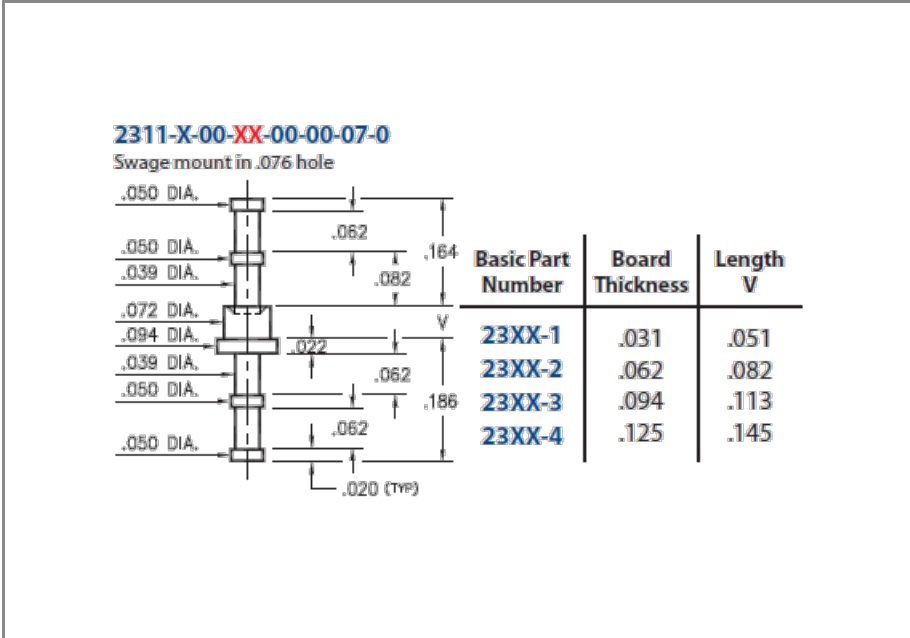 2311-X-00-XX-00-00-07-0
Swage mount in .076 hole
.050 DIA.
.062
.164
.050 DIA.
.082
.039 DIA.
.072 DIA.
V
.094 DIA.
.022
.039 DIA.
.062
.050 DIA.
.186
.062
.050 DIA.
.020 (TYP)
Basic Part Number Board Thickness Length V
23XX-1 .031 .051
23XX-2 .062 .082
23XX-3 .094 .113
23XX-4 .125 .145